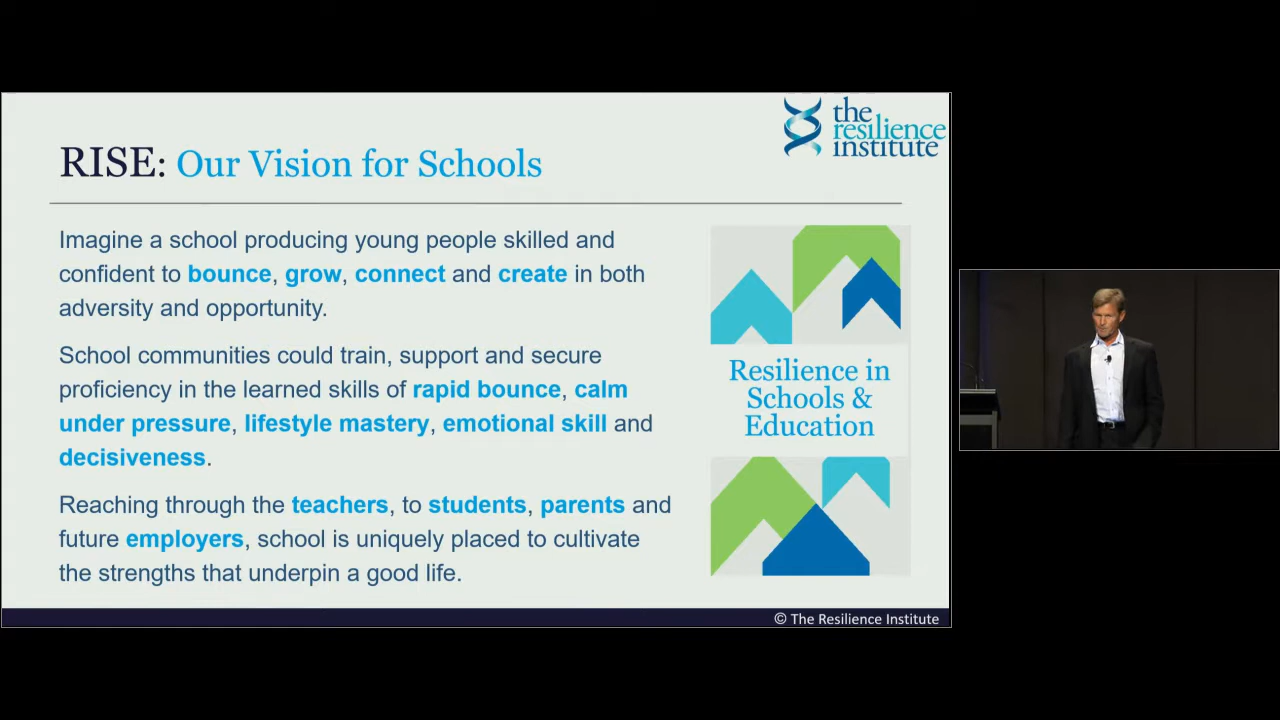 the
resilience
institute
RISE: Our Vision for Schools
Imagine a school producing young people skilled and
confident to bounce, grow, connect and create in both
adversity and opportunity.
School communities could train, support and secure
proficiency in the learned skills of rapid bounce, calm
under pressure, lifestyle mastery, emotional skill and
decisiveness.
Reaching through the teachers, to students, parents and
future employers, school is uniquely placed to cultivate
the strengths that underpin a good life.
Resilience in
Schools &
Education
© The Resilience Institute